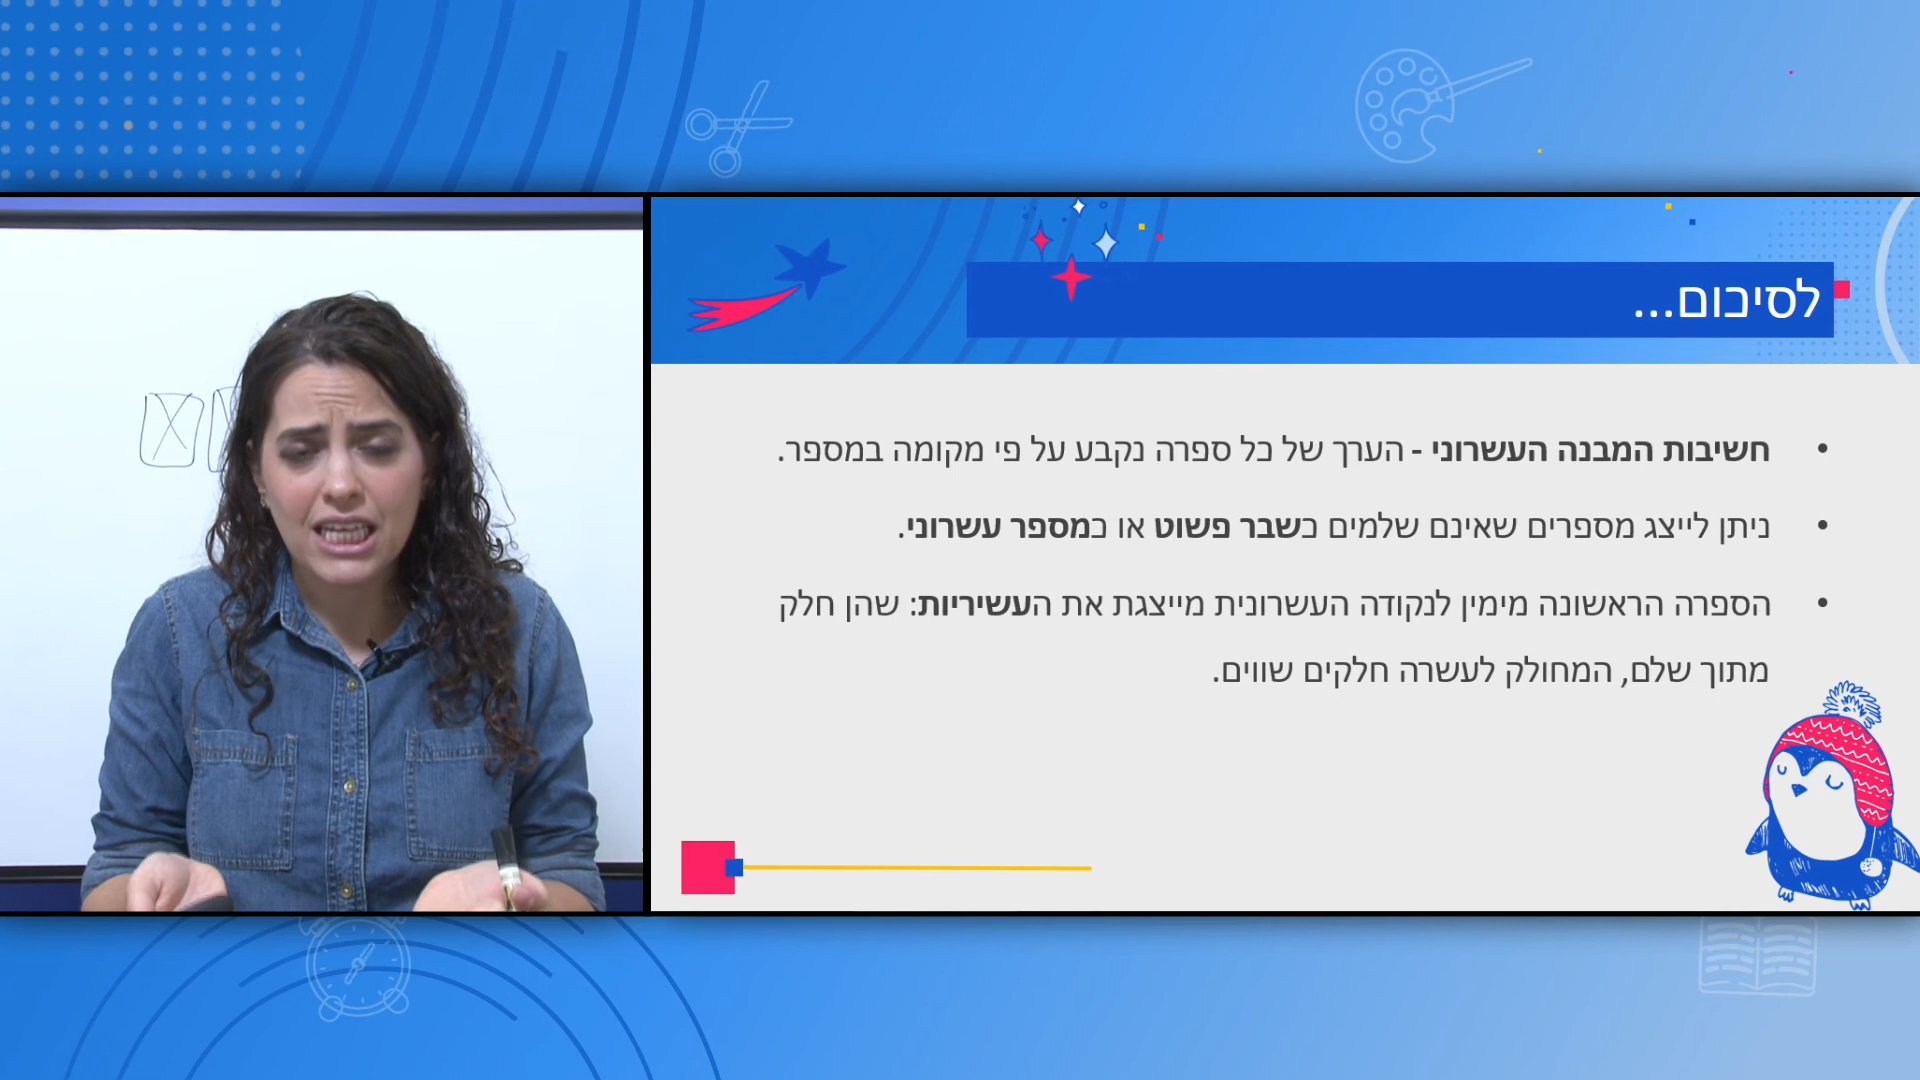 לסיכום...
• חשיבות המבנה העשרוני - הערך של כל ספרה נקבע על פי מקומה במספר.
• ניתן לייצג מספרים שאינם שלמים כשבר פשוט או כמספר עשרוני.
• הספרה הראשונה מימין לנקודה העשרונית מייצגת את העשיריות: שהן חלק
מתוך שלם, המחולק לעשרה חלקים שווים.